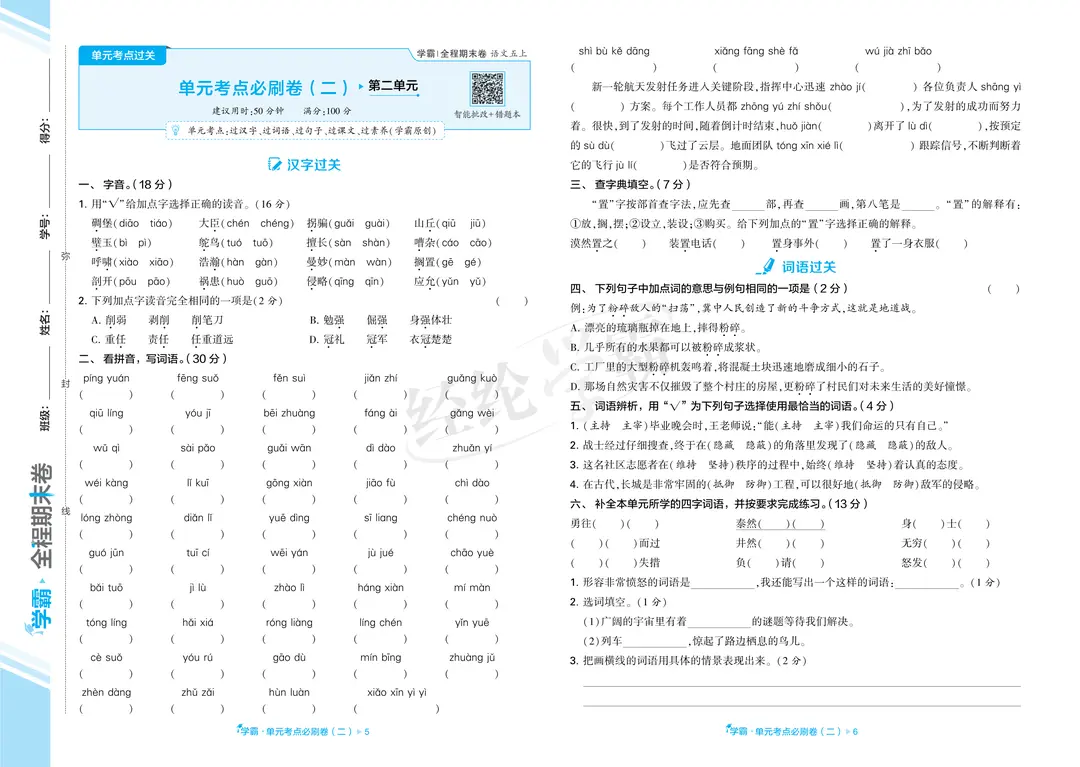 得分：
学号：
姓名：
班级：
弥
封
线
学霸 全程期末卷
单元考点过关
学霸 | 全程期末卷 语文五上
单元考点必刷卷（二） 第二单元
建议用时：50分钟 满分：100分
智能批改+错题本
单元考点：过汉字、过词语、过句子、过课文、过素养（学霸原创）
汉字过关
一、字音。（18分）
1. 用“√”给加点字选择正确的读音。（16分）
碉堡（diāo tiáo） 大臣（chén chéng） 拐骗（guǎi guài） 山丘（qiū jiū）
璧玉（bì pì） 鸵鸟（tuó tuǒ） 擅长（sàn shàn） 嘈杂（cáo cāo）
呼啸（xiào xiāo） 浩瀚（hàn gàn） 曼妙（màn wàn） 搁置（gē gé）
剖开（pōu pāo） 祸患（huò guō） 侵略（qīng qīn） 应允（yǔn yǔ）
2. 下列加点字读音完全相同的一项是（2分） （ ）
A. 削弱 剥削 削笔刀 B. 勉强 倔强 身强体壮
C. 重任 责任 任重道远 D. 冠礼 冠军 衣冠楚楚
二、看拼音，写词语。（30分）
píng yuán fēng suǒ fěn suì jiān zhí guǎng kuò
（ ） （ ） （ ） （ ） （ ）
qiū líng yóu jī bēi zhuàng fáng ài gǎng wèi
（ ） （ ） （ ） （ ） （ ）
wǔ qì sài pǎo guǎi wān dì dào zhuān yí
（ ） （ ） （ ） （ ） （ ）
wéi kàng lǐ kuī gōng xiàn jiāo fù chì dào
（ ） （ ） （ ） （ ） （ ）
lóng zhòng diǎn lǐ yuē dìng sī liang chéng nuò
（ ） （ ） （ ） （ ） （ ）
guó jūn tuī cí wěi yán jù jué chāo yuè
（ ） （ ） （ ） （ ） （ ）
bǎi tuō jì lù zhào lì háng xiàn mí màn
（ ） （ ） （ ） （ ） （ ）
tóng líng hǎi xiá róng liàng líng chén yǐn yuē
（ ） （ ） （ ） （ ） （ ）
cè suǒ yóu rú gāo dù mín bīng zhuàng jǔ
（ ） （ ） （ ） （ ） （ ）
zhèn dàng zhǔ zǎi hùn luàn xiǎo xīn yì yì
（ ） （ ） （ ） （ ）
学霸·单元考点必刷卷（二） 5
shì bù kě dāng xiāng fāng shè fǎ wú jià zhī bǎo
（ ） （ ） （ ）
新一轮航天发射任务进入关键阶段，指挥中心迅速 zhào jí（ ）各位负责人 shāng yì
（ ）方案。每个工作人员都 zhōng yú zhí shǒu（ ），为了发射的成功而努力
着。很快，到了发射的时间，随着倒计时结束，huǒ jiàn（ ）离开了 lù dì（ ），按预定
的 sù dù（ ）飞过了云层。地面团队 tóng xīn xié lì（ ）跟踪信号，不断判断着
它的飞行 jù lí（ ）是否符合预期。
三、查字典填空。（7分）
“置”字按部首查字法，应先查______部，再查______画，第八笔是______。“置”的解释有：
①放，搁，摆；②设立，装设；③购买。给下列加点的“置”字选择正确的解释。
漠然置之（ ） 装置电话（ ） 置身事外（ ） 置了一身衣服（ ）
词语过关
四、下列句子中加点词的意思与例句相同的一项是（2分） （ ）
例：为了粉碎敌人的“扫荡”，冀中人民创造了新的斗争方式，这就是地道战。
A. 漂亮的琉璃瓶掉在地上，摔得粉碎。
B. 几乎所有的水果都可以被粉碎成浆状。
C. 工厂里的大型粉碎机轰鸣着，将混凝土块迅速地磨成细小的石子。
D. 那场自然灾害不仅摧毁了整个村庄的房屋，更粉碎了村民们对未来生活的美好憧憬。
五、词语辨析，用“√”为下列句子选择使用最恰当的词语。（4分）
1.（主持 主宰）毕业晚会时，王老师说：“能（主持 主宰）我们命运的只有自己。”
2. 战士经过仔细搜查，终于在（隐藏 隐蔽）的角落里发现了（隐藏 隐蔽）的敌人。
3. 这名社区志愿者在（维持 坚持）秩序的过程中，始终（维持 坚持）着认真的态度。
4. 在古代，长城是非常牢固的（抵御 防御）工程，可以很好地（抵御 防御）敌军的侵略。
六、补全本单元所学的四字词语，并按要求完成练习。（13分）
勇往（ ）（ ） 泰然（ ）（ ） 身（ ）士（ ）
（ ）（ ）而过 井然（ ）（ ） 无穷（ ）（ ）
（ ）（ ）失措 负（ ）请（ ） 怒发（ ）（ ）
1. 形容非常愤怒的词语是____________，我还能写出一个这样的词语：____________。（1分）
2. 选词填空。（1分）
（1）广阔的宇宙里有着____________的谜题等待我们解决。
（2）列车____________，惊起了路边栖息的鸟儿。
3. 把画横线的词语用具体的情景表现出来。（2分）
学霸·单元考点必刷卷（二） 6
经纶学霸